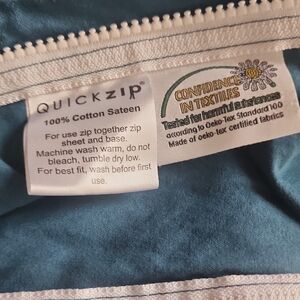 QUICKZIP®
100% Cotton Sateen
For use zip together zip
sheet and base.
Machine wash warm, do not
bleach, tumble dry low.
For best fit, wash before first
use.
CONFIDENCE
IN TEXTILES
Tested for harmful substances
according to Oeko-Tex Standard 100
Made of oeko-tex certified fabrics